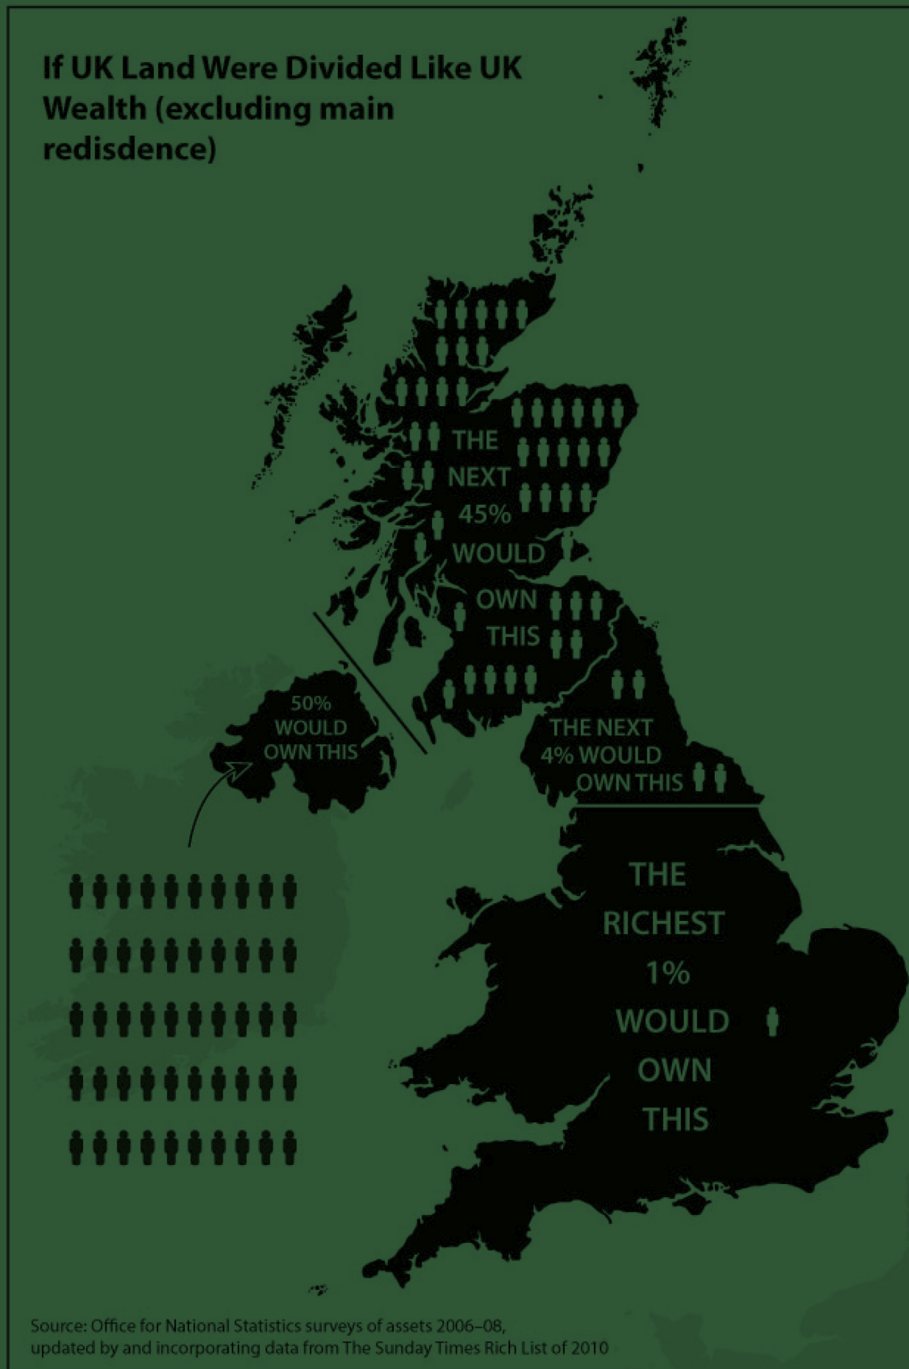 If UK Land Were Divided Like UK
Wealth (excluding main
redisdence)
THE
NEXT
45%
WOULD
OWN
THIS
50%
WOULD
OWN THIS
THE NEXT
4% WOULD
OWN THIS
THE
RICHEST
1%
WOULD
OWN
THIS
Source: Office for National Statistics surveys of assets 2006–08,
updated by and incorporating data from The Sunday Times Rich List of 2010